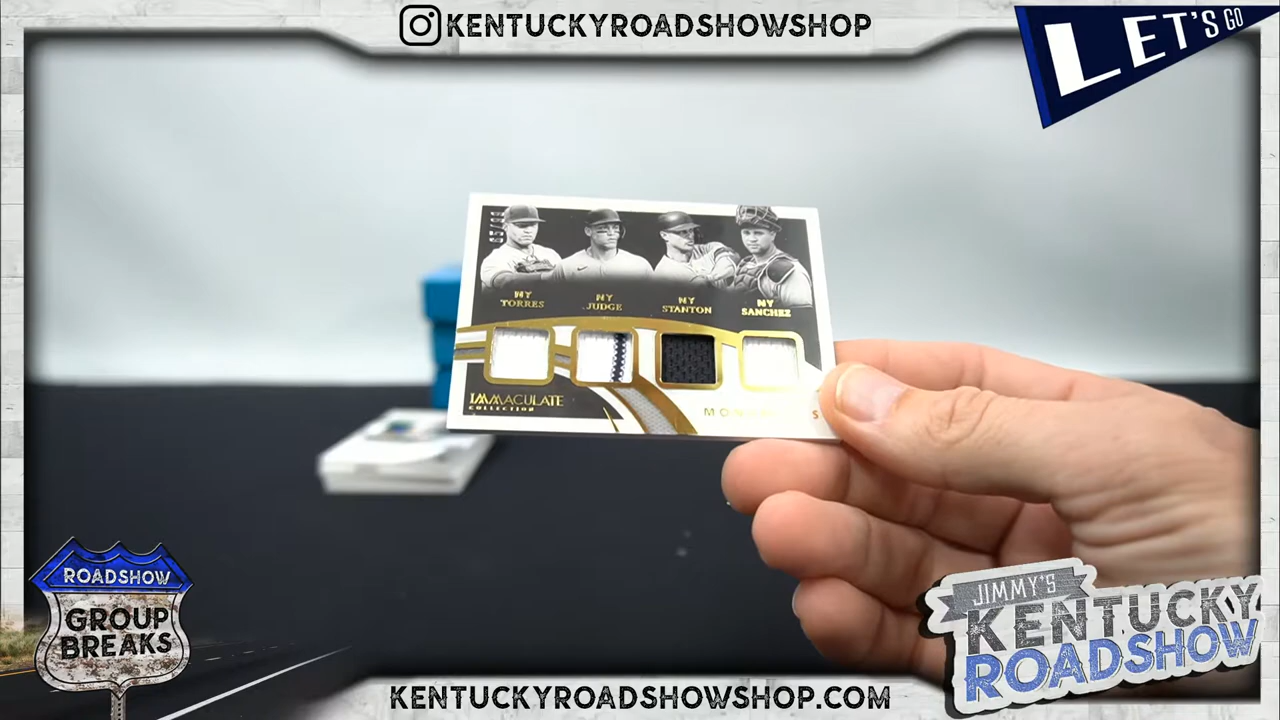 KENTUCKYROADSHOWSHOP
LET'S GO
NY TORRES
NY JUDGE
NY STANTON
NY SANCHEZ
IMMACULATE
COLLECTION
ROADSHOW
GROUP
BREAKS
JIMMY'S
KENTUCKY
ROADSHOW
KENTUCKYROADSHOWSHOP.COM